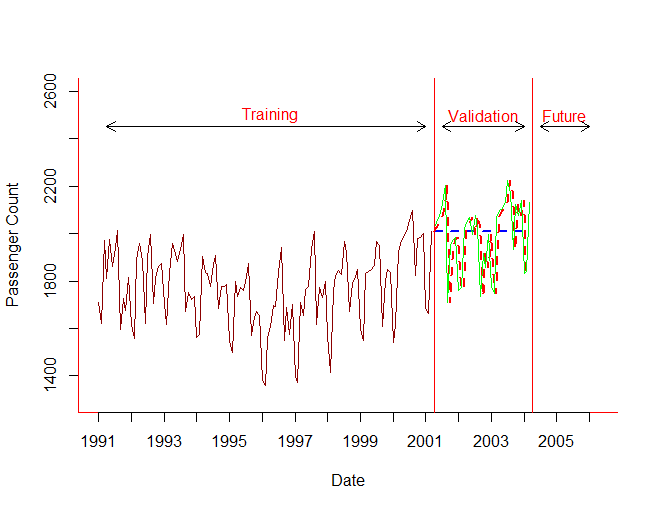 Training
Validation
Future
2600
2200
1800
1400
Passenger Count
1991
1993
1995
1997
1999
2001
2003
2005
Date